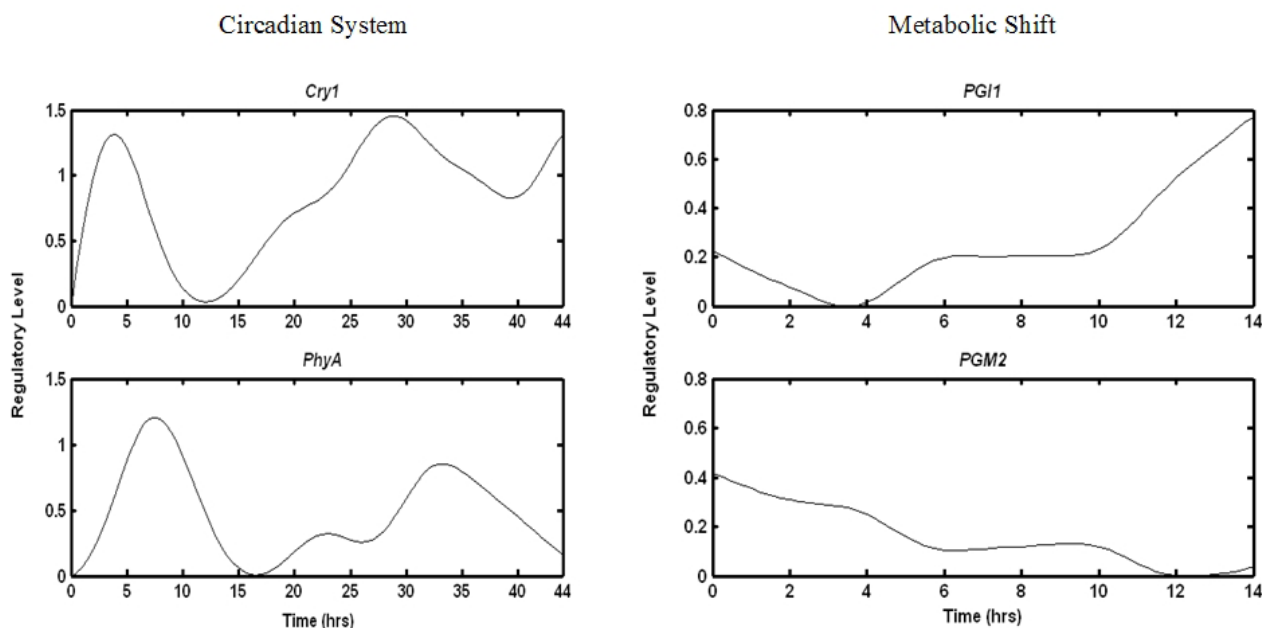 Circadian System
Metabolic Shift
Cry1
1.5
1
0.5
0
0 5 10 15 20 25 30 35 40 44
PhyA
1.5
1
0.5
0
0 5 10 15 20 25 30 35 40 44
Regulatory Level
Time (hrs)
PGI1
0.8
0.6
0.4
0.2
0
0 2 4 6 8 10 12 14
PGM2
0.8
0.6
0.4
0.2
0
0 2 4 6 8 10 12 14
Regulatory Level
Time (hrs)